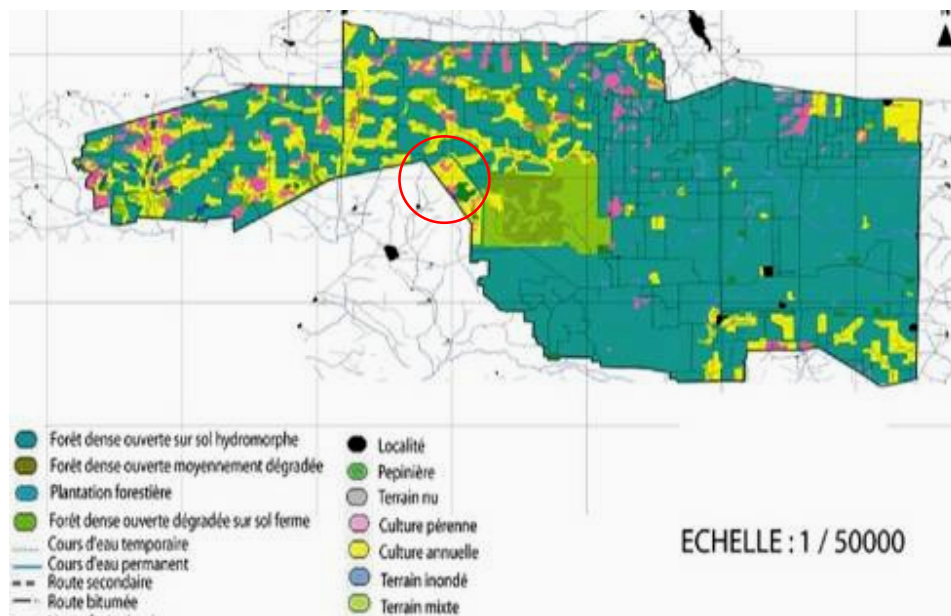 Forêt dense ouverte sur sol hydromorphe
Forêt dense ouverte moyennement dégradée
Plantation forestière
Forêt dense ouverte dégradée sur sol ferme
Cours d'eau temporaire
Cours d'eau permanent
Route secondaire
Route bitumée
Localité
Pepinière
Terrain nu
Culture pérenne
Culture annuelle
Terrain inondé
Terrain mixte
ECHELLE : 1 / 50000